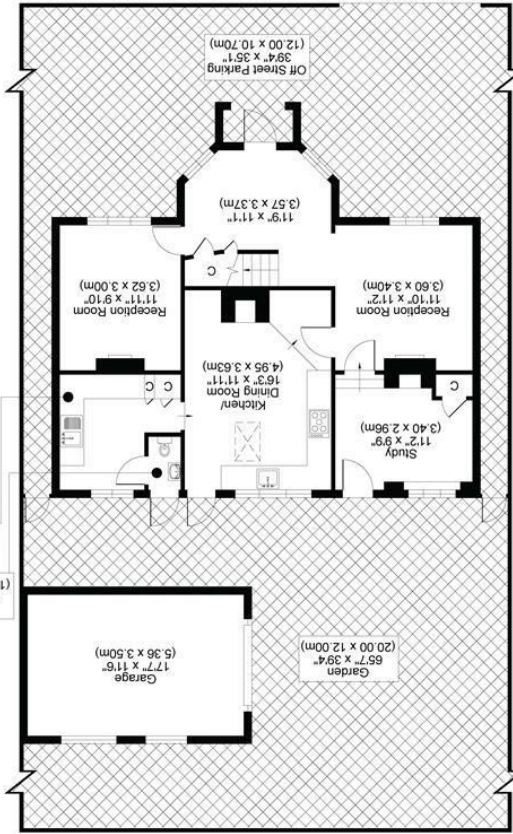 Garden
65'7" x 39'4"
(20.00 x 12.00m)
Garage
17'7" x 11'6"
(5.36 x 3.50m)
(1
Study
11'2" x 9'9"
(3.40 x 2.96m)
C
Kitchen/
Dining Room
16'3" x 11'11"
(4.95 x 3.63m)
C
C
Reception Room
11'10" x 11'2"
(3.60 x 3.40m)
Reception Room
11'11" x 9'10"
(3.62 x 3.00m)
C
11'9" x 11'1"
(3.57 x 3.37m)
Off Street Parking
39'4" x 35'1"
(12.00 x 10.70m)